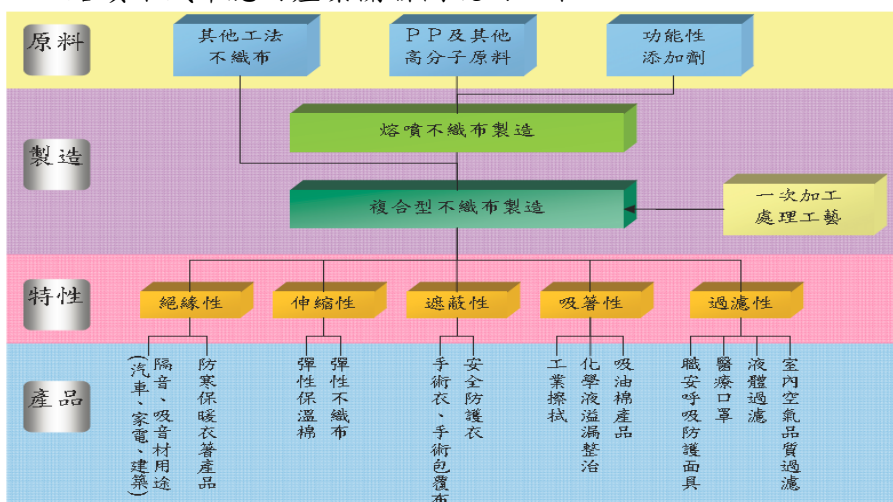 原料
其他工法
不織布
ＰＰ及其他
高分子原料
功能性
添加劑
製造
熔噴不織布製造
複合型不織布製造
一次加工
處理工藝
特性
絕緣性
伸縮性
遮蔽性
吸著性
過濾性
產品
隔音、吸音材用途
(汽車、家電、建築)
防寒保暖衣著產品
彈性保溫棉
彈性不織布
手術衣、手術包覆布
安全防護衣
工業擦拭
化學液溢漏整治
吸油棉產品
職安呼吸防護面具
醫療口罩
液體過濾
室內空氣品質過濾